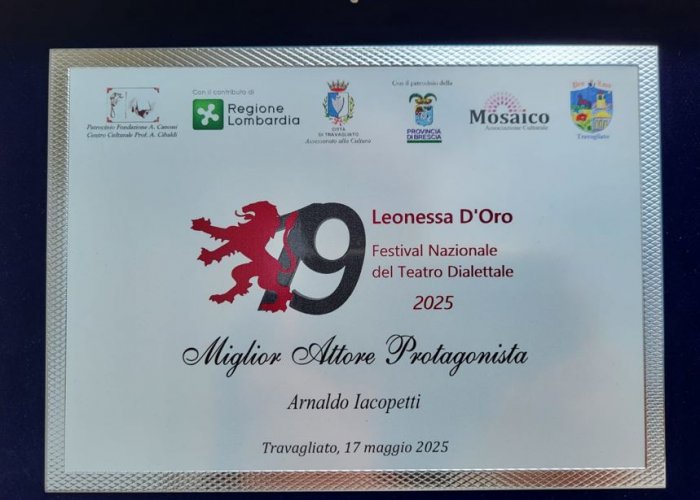 Patrocinio Fondazione A. Canossi
Centro Culturale Prof. A. Cibaldi
Con il contributo di
Regione
Lombardia
CITTÀ
DI TRAVAGLIATO
Assessorato alla Cultura
Con il patrocinio della
PROVINCIA
DI BRESCIA
Mosaico
Associazione Culturale
Travagliato
19
Leonessa D'Oro
Festival Nazionale
del Teatro Dialettale
2025
Miglior Attore Protagonista
Arnaldo Iacopetti
Travagliato, 17 maggio 2025